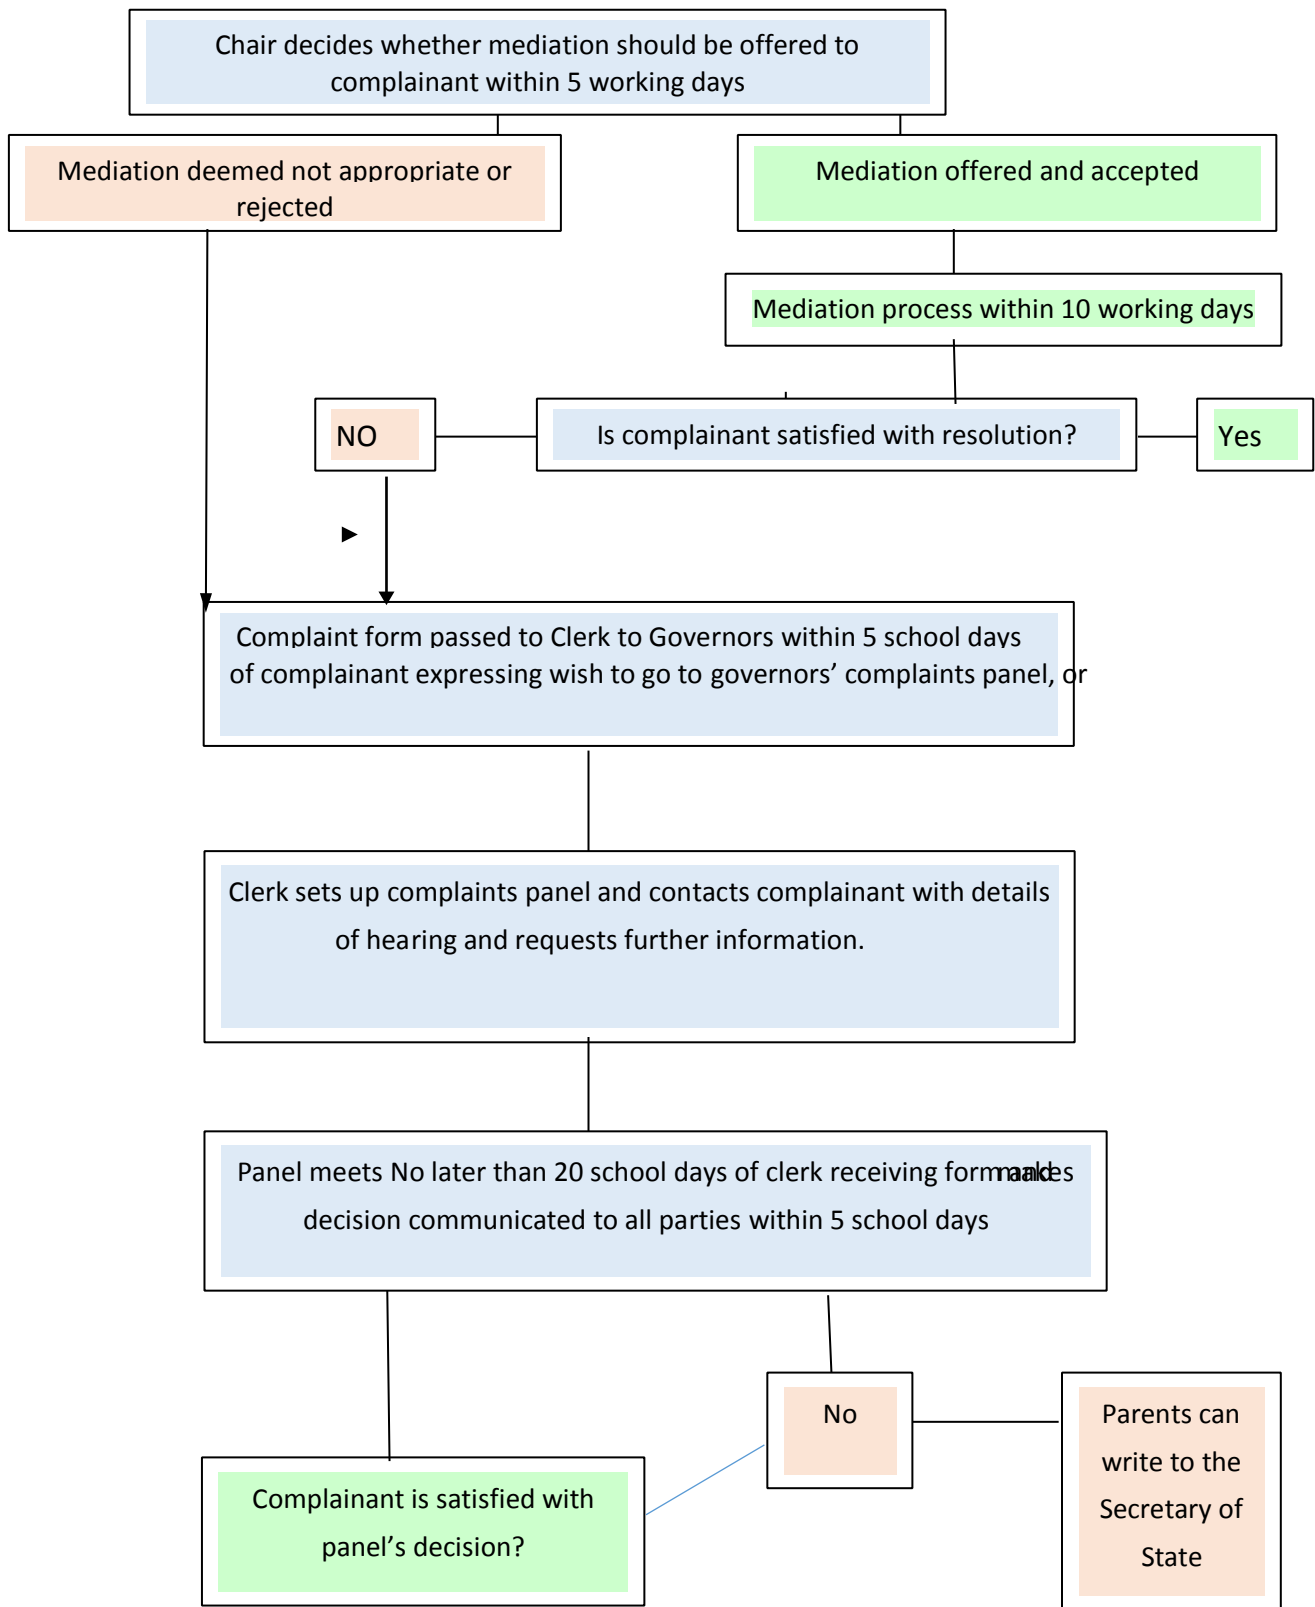 Chair decides whether mediation should be offered to
complainant within 5 working days
Mediation deemed not appropriate or
rejected
Mediation offered and accepted
Mediation process within 10 working days
NO
Is complainant satisfied with resolution?
Yes
Complaint form passed to Clerk to Governors within 5 school days
of complainant expressing wish to go to governors’ complaints panel, or
Clerk sets up complaints panel and contacts complainant with details
of hearing and requests further information.
Panel meets No later than 20 school days of clerk receiving form and makes
decision communicated to all parties within 5 school days
No
Parents can
write to the
Secretary of
State
Complainant is satisfied with
panel’s decision?